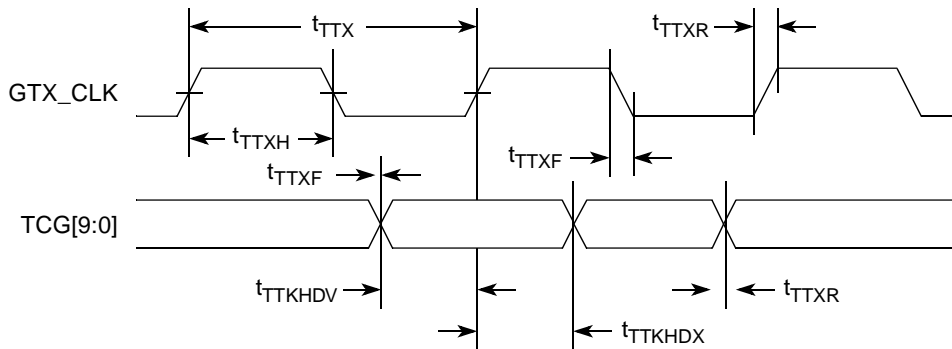 tTTX
tTTXR
GTX_CLK
tTTXH
tTTXF
tTTXF
TCG[9:0]
tTTKHDV
tTTXR
tTTKHDX